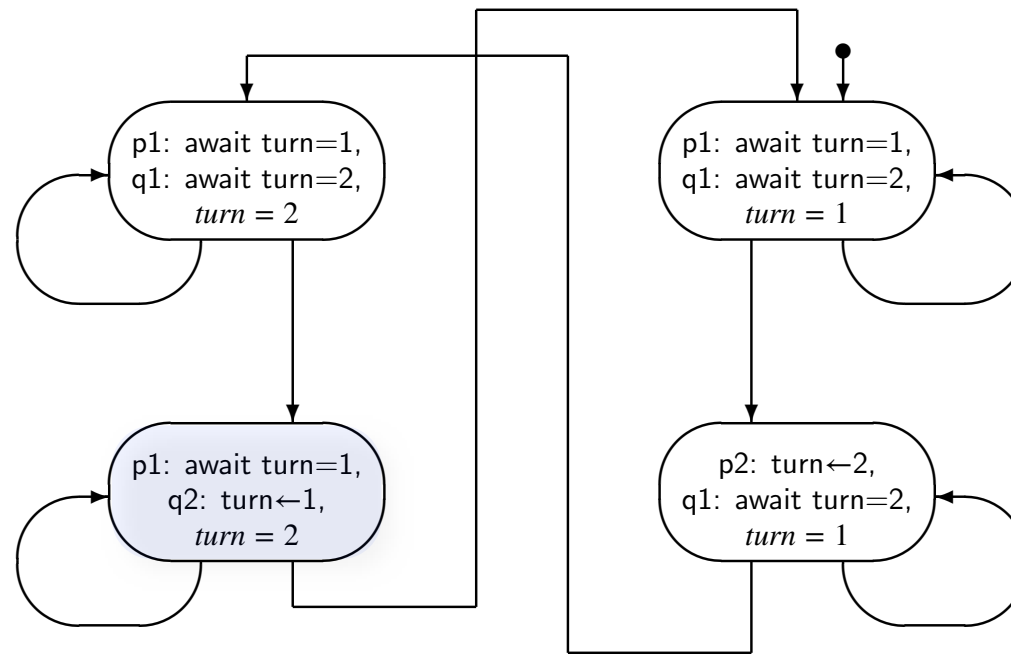 p1: await turn=1,
q1: await turn=2,
turn = 2
p1: await turn=1,
q1: await turn=2,
turn = 1
p1: await turn=1,
q2: turn←1,
turn = 2
p2: turn←2,
q1: await turn=2,
turn = 1